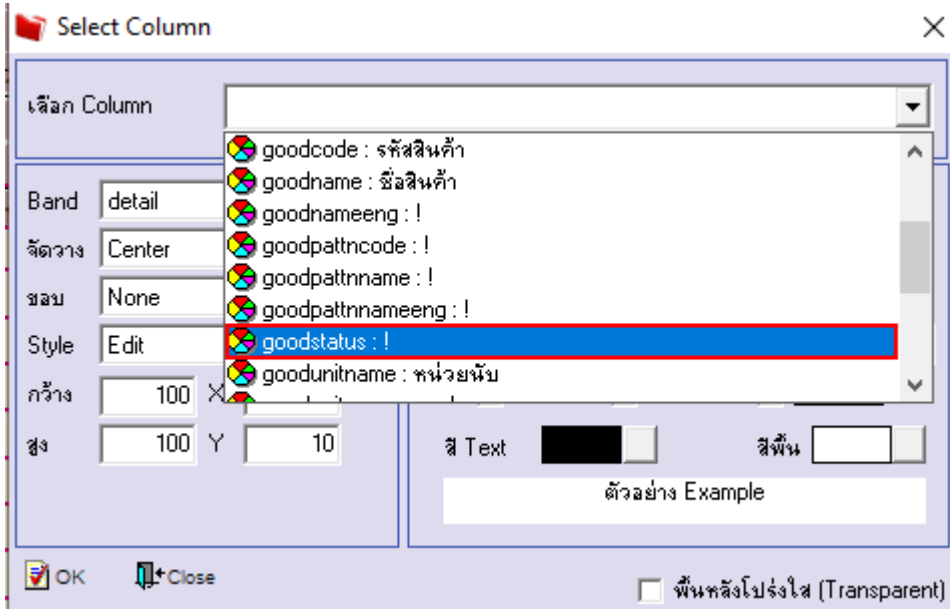 Select Column
เลือก Column
goodcode : รหัสสินค้า
goodname : ชื่อสินค้า
goodnameeng : !
goodpattncode : !
goodpattnname : !
goodpattnnameeng : !
goodstatus : !
goodunitname : หน่วยนับ
Band detail
จัดวาง Center
ขอบ None
Style Edit
กว้าง 100 X
สูง 100 Y 10
สี Text สีพื้น
ตัวอย่าง Example
OK Close
พื้นหลังโปร่งใส (Transparent)